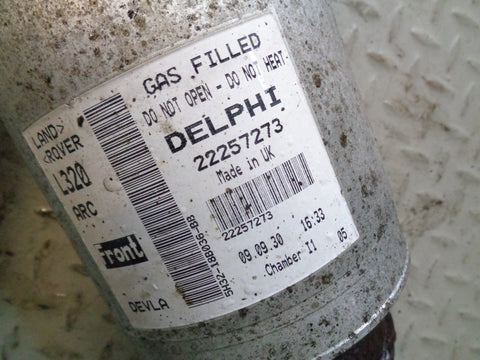 GAS FILLED
DO NOT OPEN - DO NOT HEAT
DELPHI
22257273
Made in UK
22257273
09.09.30 16:33
Chamber I1 05
LAND>
<ROVER
L320
ARC
Front
DEVLA
5H32-18B036-BB